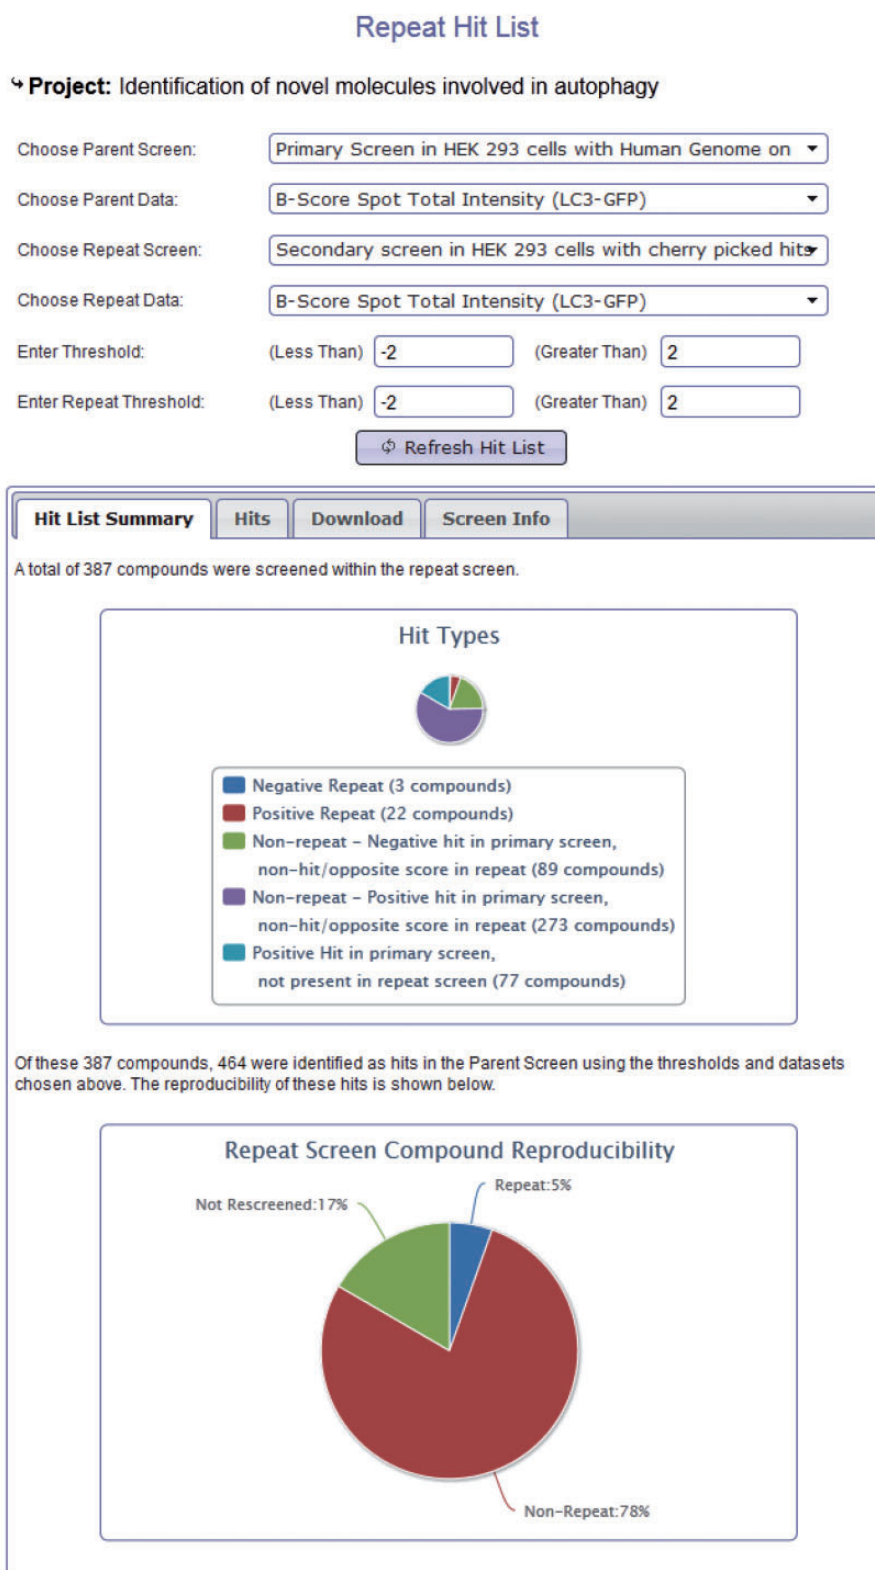 Repeat Hit List
Project: Identification of novel molecules involved in autophagy
Choose Parent Screen: Primary Screen in HEK 293 cells with Human Genome on
Choose Parent Data: B-Score Spot Total Intensity (LC3-GFP)
Choose Repeat Screen: Secondary screen in HEK 293 cells with cherry picked hits
Choose Repeat Data: B-Score Spot Total Intensity (LC3-GFP)
Enter Threshold: (Less Than) -2 (Greater Than) 2
Enter Repeat Threshold: (Less Than) -2 (Greater Than) 2
Refresh Hit List
Hit List Summary Hits Download Screen Info
A total of 387 compounds were screened within the repeat screen.
Hit Types
Negative Repeat (3 compounds)
Positive Repeat (22 compounds)
Non-repeat - Negative hit in primary screen,
non-hit/opposite score in repeat (89 compounds)
Non-repeat - Positive hit in primary screen,
non-hit/opposite score in repeat (273 compounds)
Positive Hit in primary screen,
not present in repeat screen (77 compounds)
Of these 387 compounds, 464 were identified as hits in the Parent Screen using the thresholds and datasets
chosen above. The reproducibility of these hits is shown below.
Repeat Screen Compound Reproducibility
Repeat:5%
Not Rescreened:17%
Non-Repeat:78%